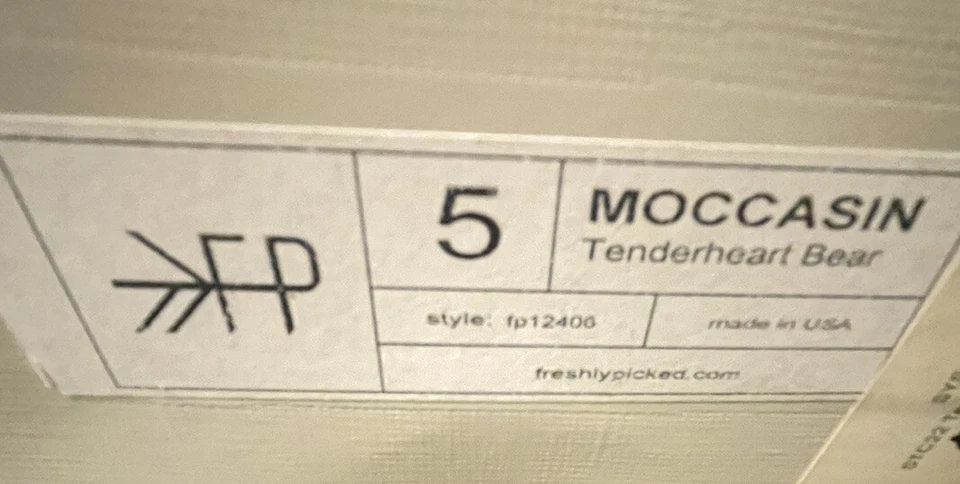 FP
5
MOCCASIN
Tenderheart Bear
style: fp12406
made in USA
freshlypicked.com